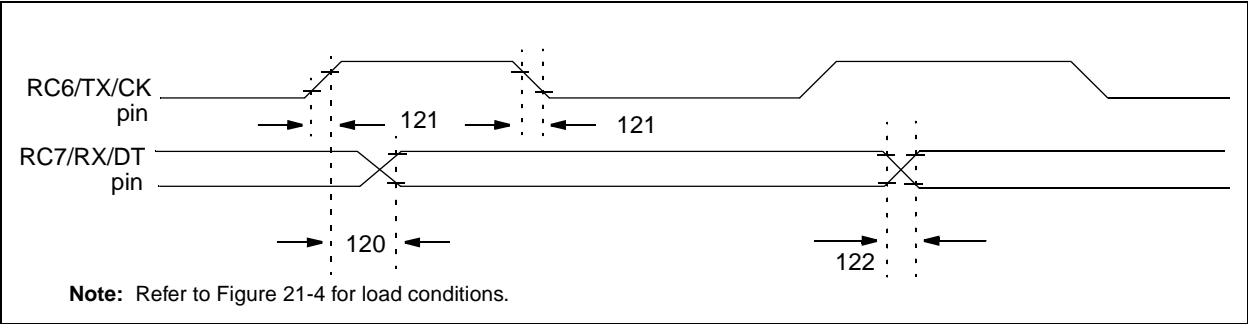 RC6/TX/CK
pin
121
121
RC7/RX/DT
pin
120
122
Note: Refer to Figure 21-4 for load conditions.